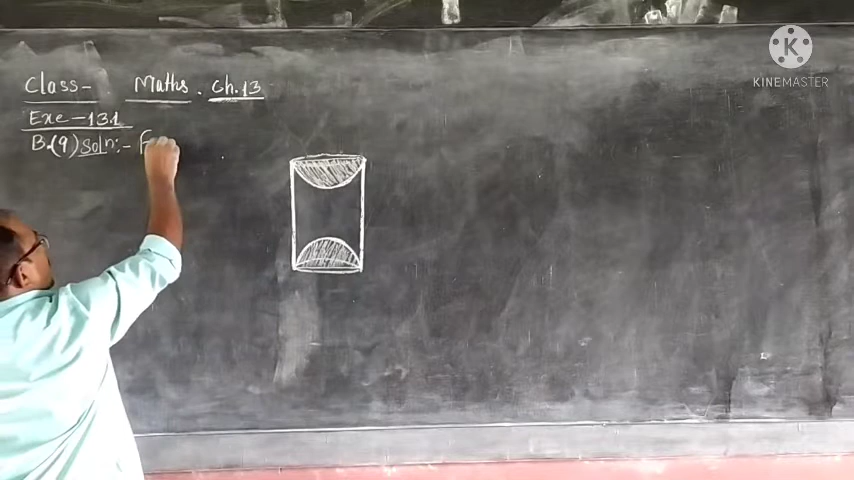 Class- Maths. Ch.13
Exe-13.1
B.(9) Soln:-
K
KINEMASTER